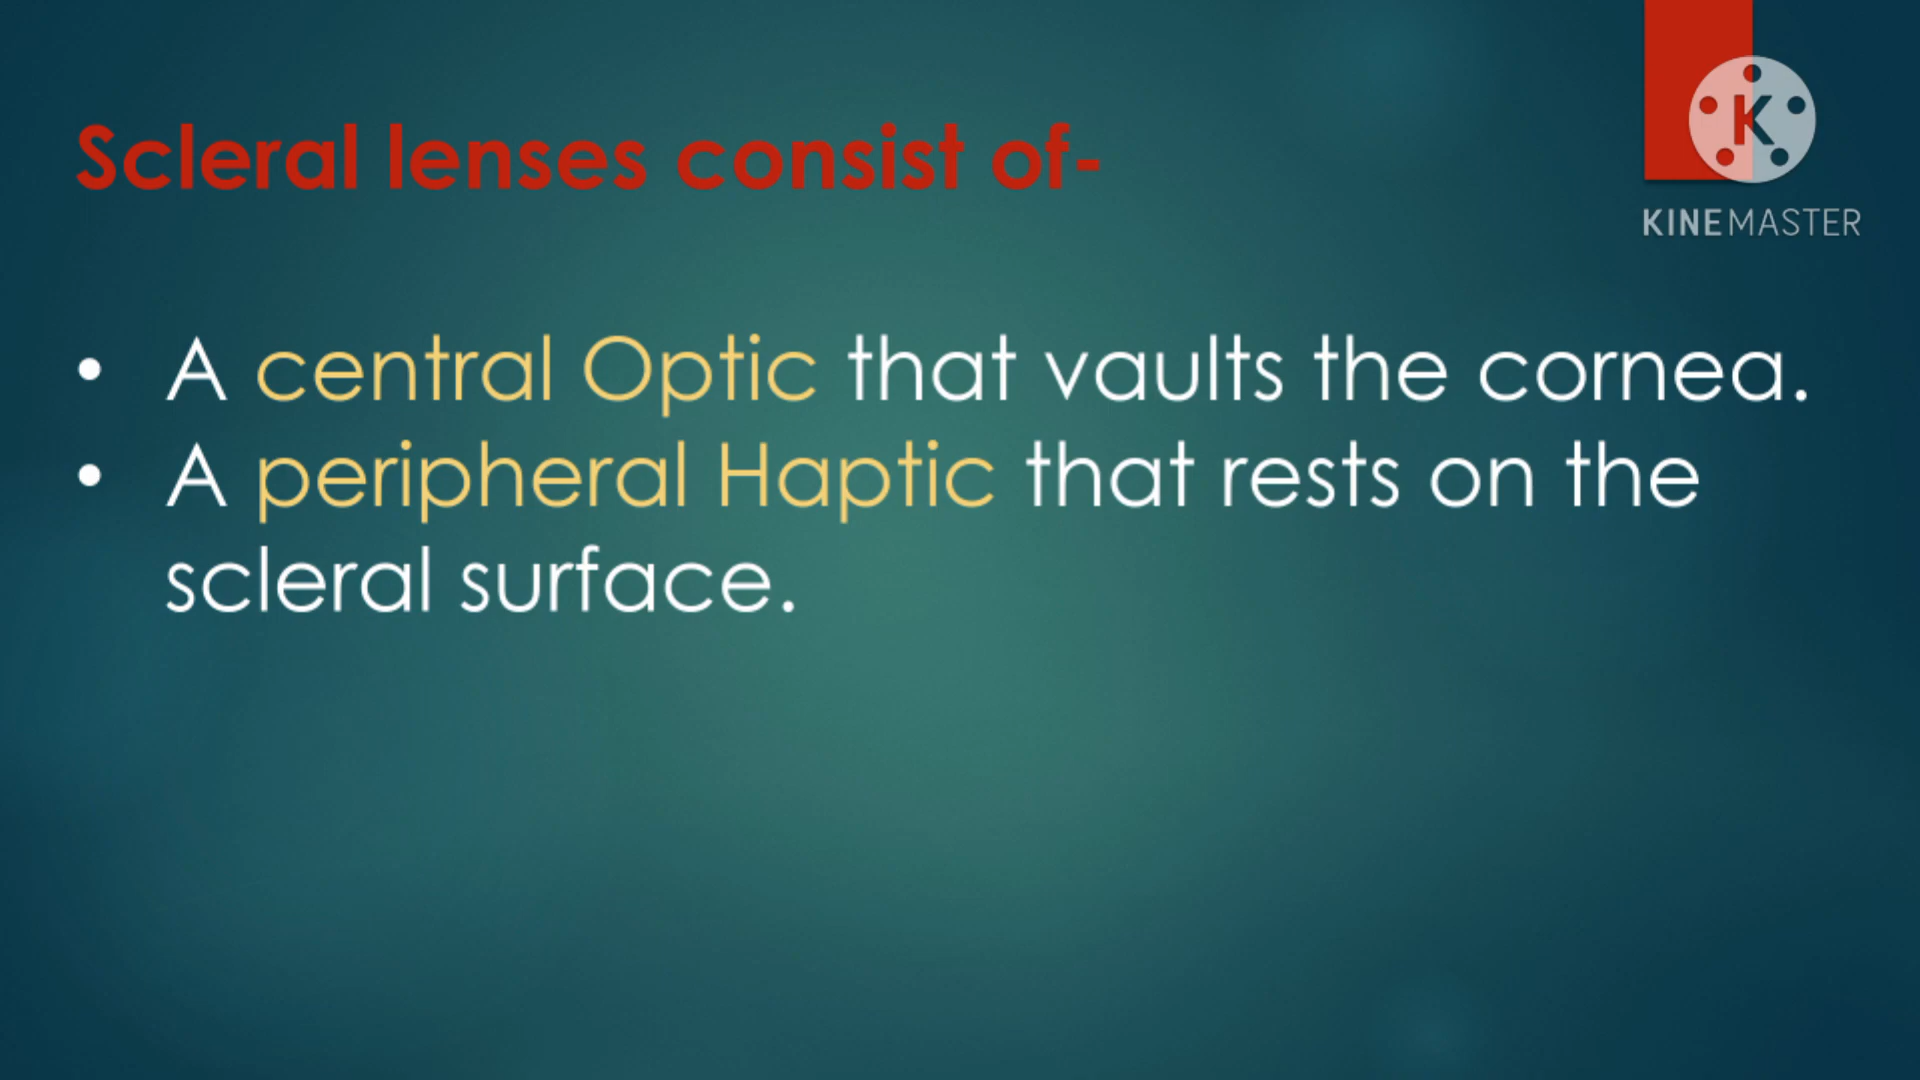 Scleral lenses consist of-
K
KINEMASTER
• A central Optic that vaults the cornea.
• A peripheral Haptic that rests on the
scleral surface.